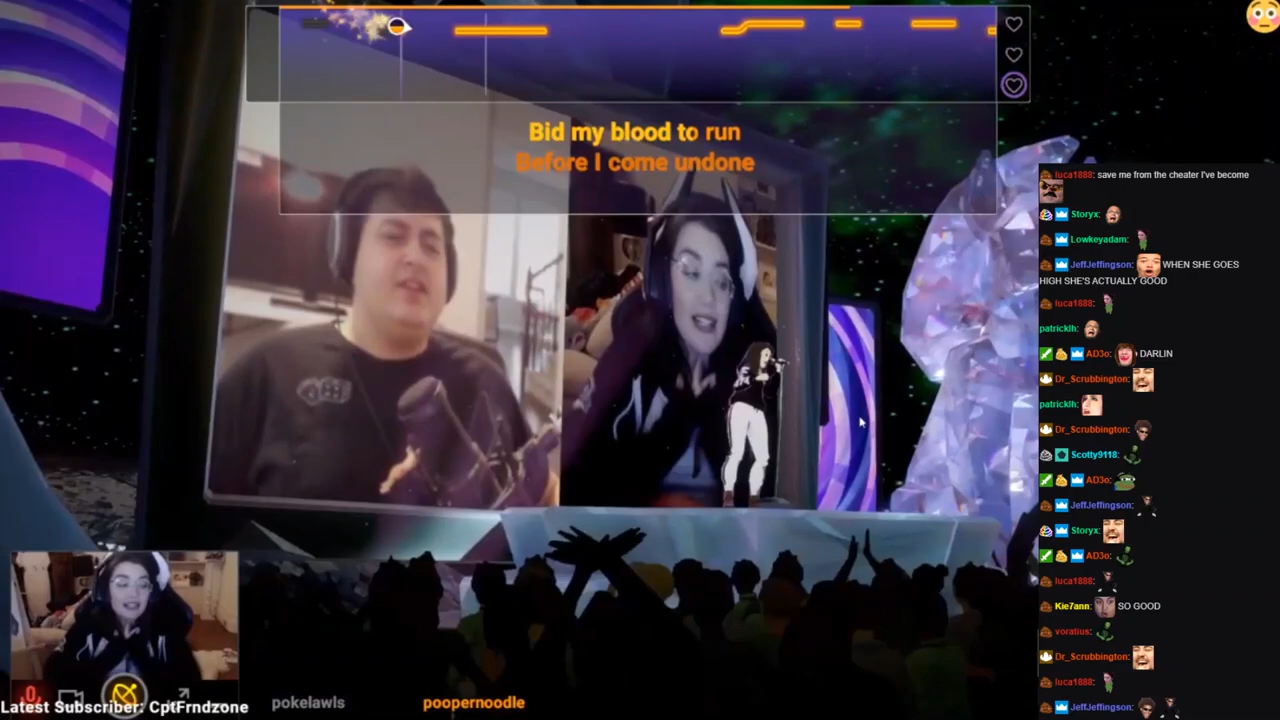 Bid my blood to run
Before I come undone
luca1888: save me from the cheater I've become
Storyx:
Lowkeyadam:
JeffJeffingson: WHEN SHE GOES
HIGH SHE'S ACTUALLY GOOD
luca1888:
patricklh:
AD3o: DARLIN
Dr_Scrubbington:
patricklh:
Dr_Scrubbington:
Scotty9118:
AD3o:
JeffJeffingson:
Storyx:
AD3o:
luca1888:
Kie7ann: SO GOOD
voratius:
Dr_Scrubbington:
luca1888:
JeffJeffingson:
Latest Subscriber: CptFrndzone
pokelawls
poopernoodle